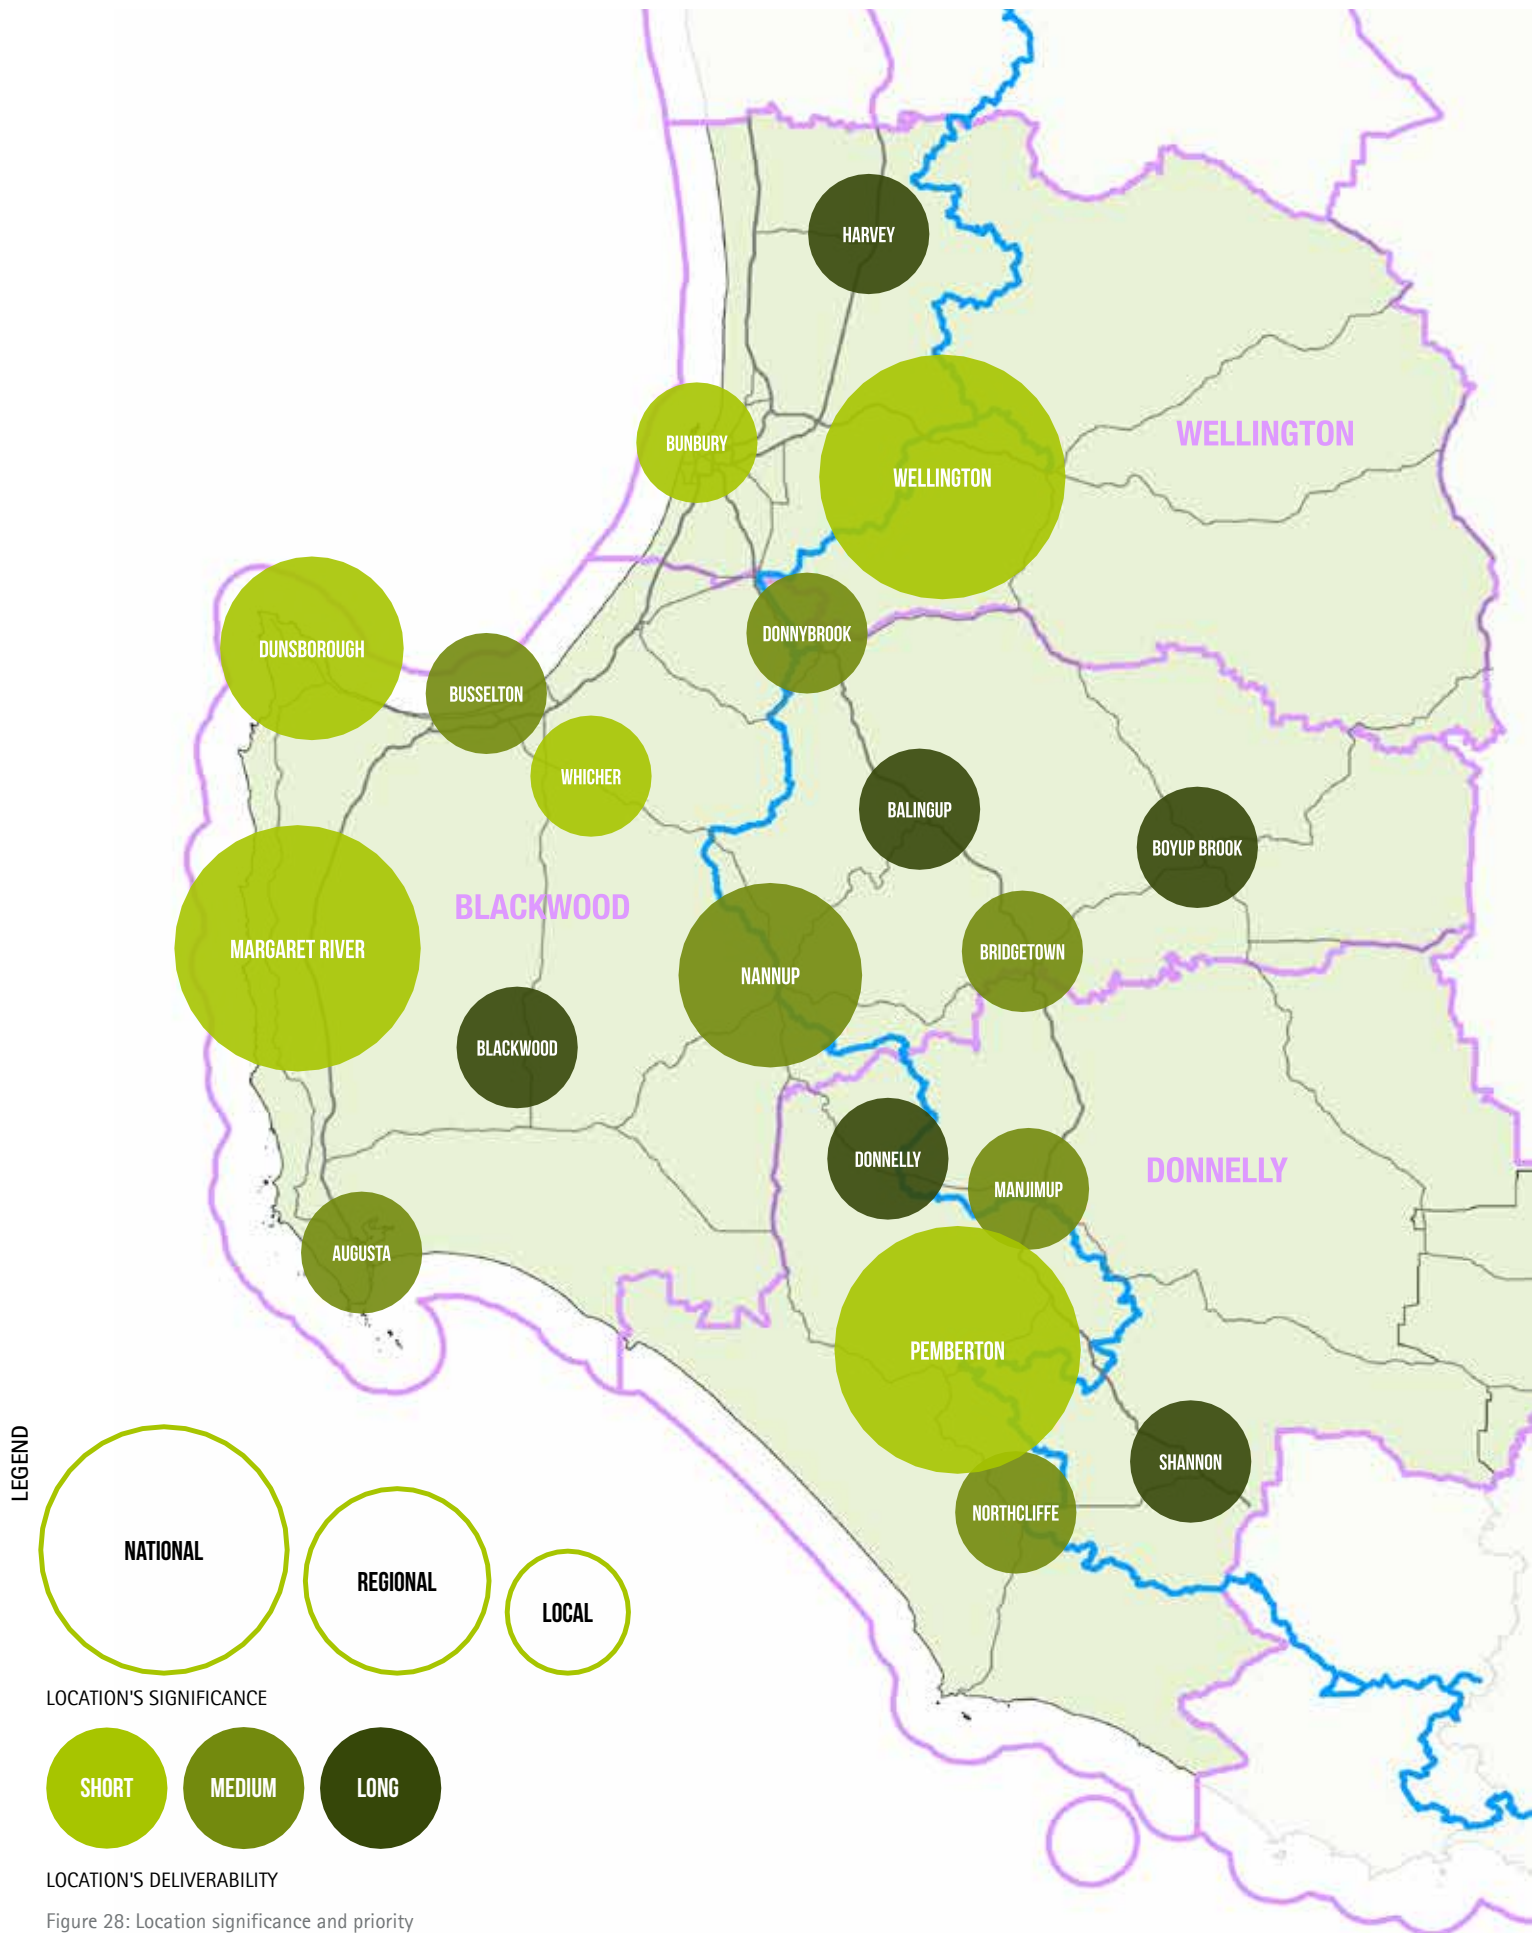 HARVEY
WELLINGTON
BUNBURY
WELLINGTON
DONNYBROOK
DUNSBOROUGH
BUSSELTON
WHICHER
BALINGUP
BOYUP BROOK
BLACKWOOD
MARGARET RIVER
BRIDGETOWN
NANNUP
BLACKWOOD
DONNELLY
DONNELLY
MANJIMUP
AUGUSTA
PEMBERTON
SHANNON
NORTHCLIFFE
LEGEND
NATIONAL
REGIONAL
LOCAL
LOCATION'S SIGNIFICANCE
SHORT
MEDIUM
LONG
LOCATION'S DELIVERABILITY
Figure 28: Location significance and priority